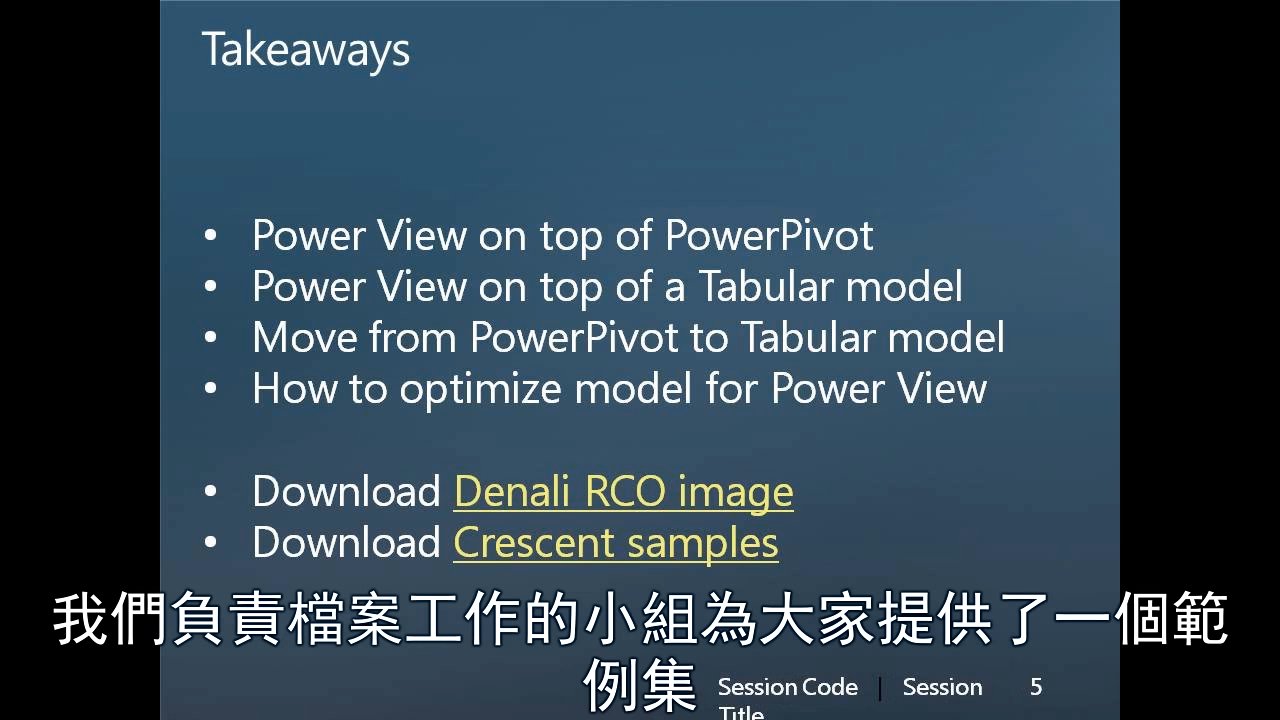 Takeaways
• Power View on top of PowerPivot
• Power View on top of a Tabular model
• Move from PowerPivot to Tabular model
• How to optimize model for Power View
• Download Denali RCO image
• Download Crescent samples
我們負責檔案工作的小組為大家提供了一個範
例集
Session Code | Session 5
Title